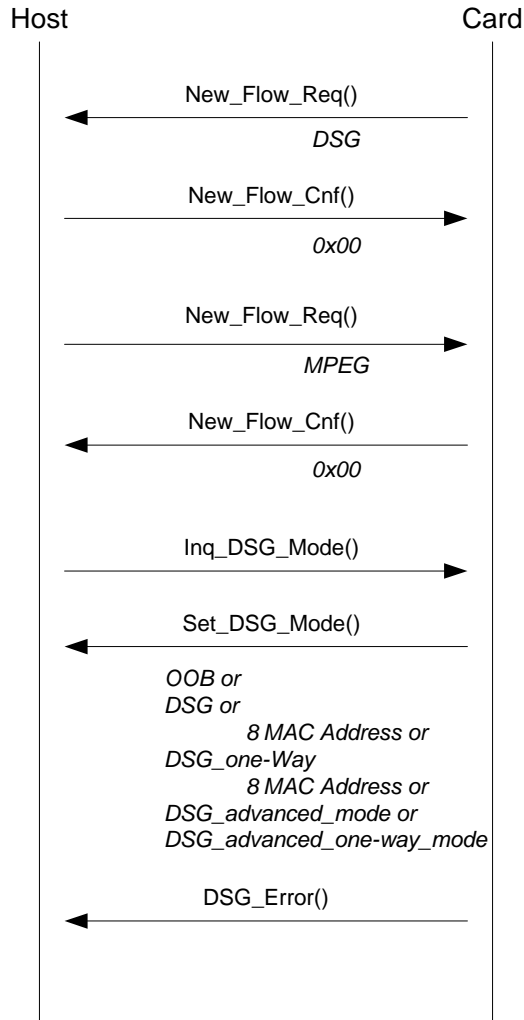 Host Card
New_Flow_Req()
DSG
New_Flow_Cnf()
0x00
New_Flow_Req()
MPEG
New_Flow_Cnf()
0x00
Inq_DSG_Mode()
Set_DSG_Mode()
OOB or
DSG or
8 MAC Address or
DSG_one-Way
8 MAC Address or
DSG_advanced_mode or
DSG_advanced_one-way_mode
DSG_Error()